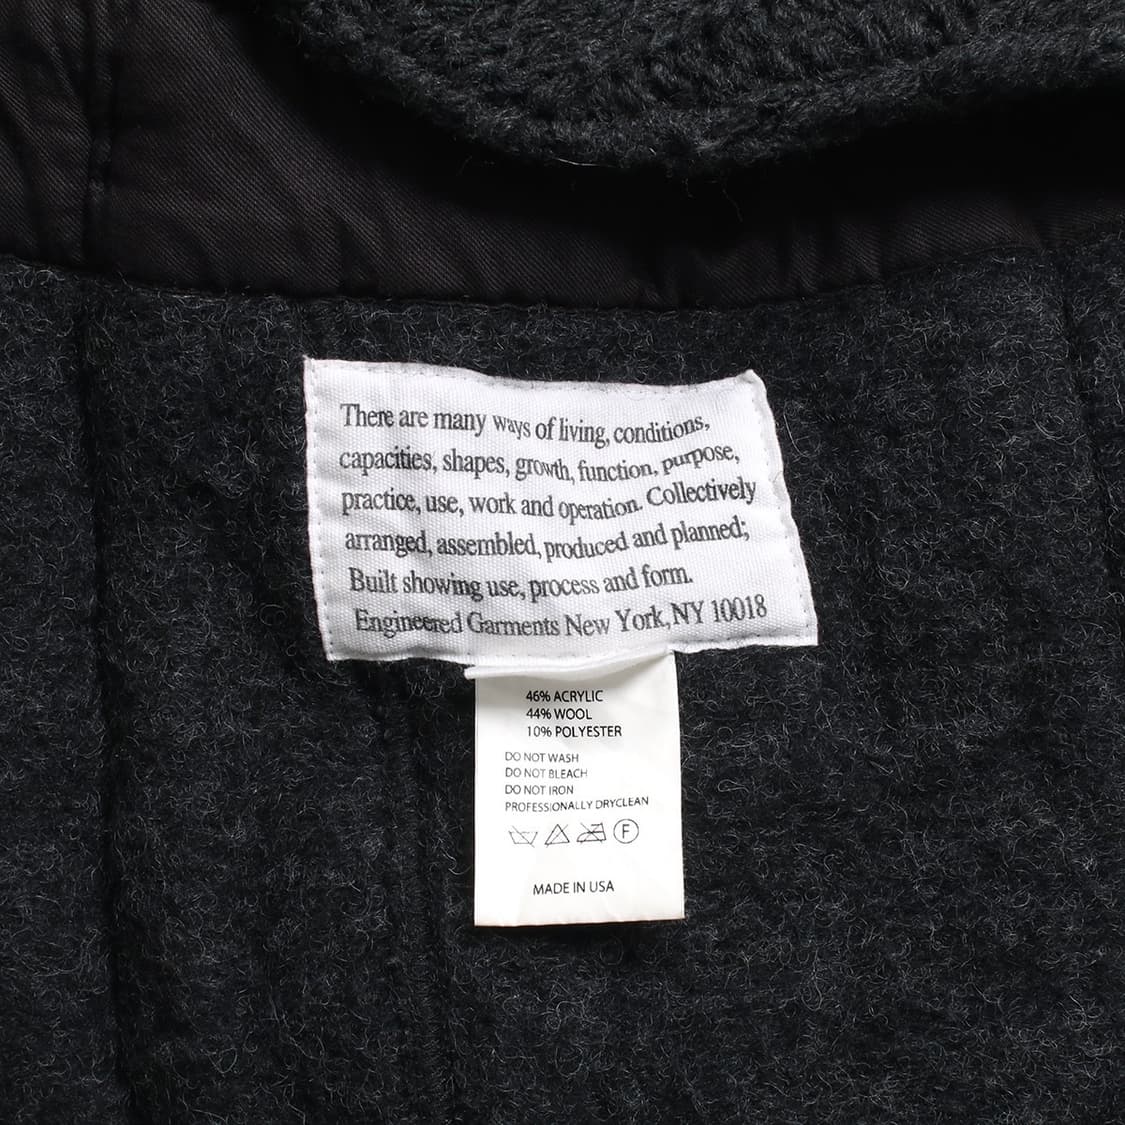 There are many ways of living, conditions,
capacities, shapes, growth, function, purpose,
practice, use, work and operation. Collectively
arranged, assembled, produced and planned;
Built showing use, process and form.
Engineered Garments New York, NY 10018
46% ACRYLIC
44% WOOL
10% POLYESTER
DO NOT WASH
DO NOT BLEACH
DO NOT IRON
PROFESSIONALLY DRYCLEAN
F
MADE IN USA